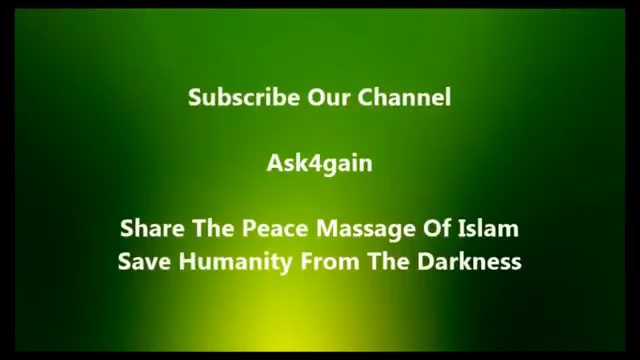 Subscribe Our Channel
Ask4gain
Share The Peace Massage Of Islam
Save Humanity From The Darkness